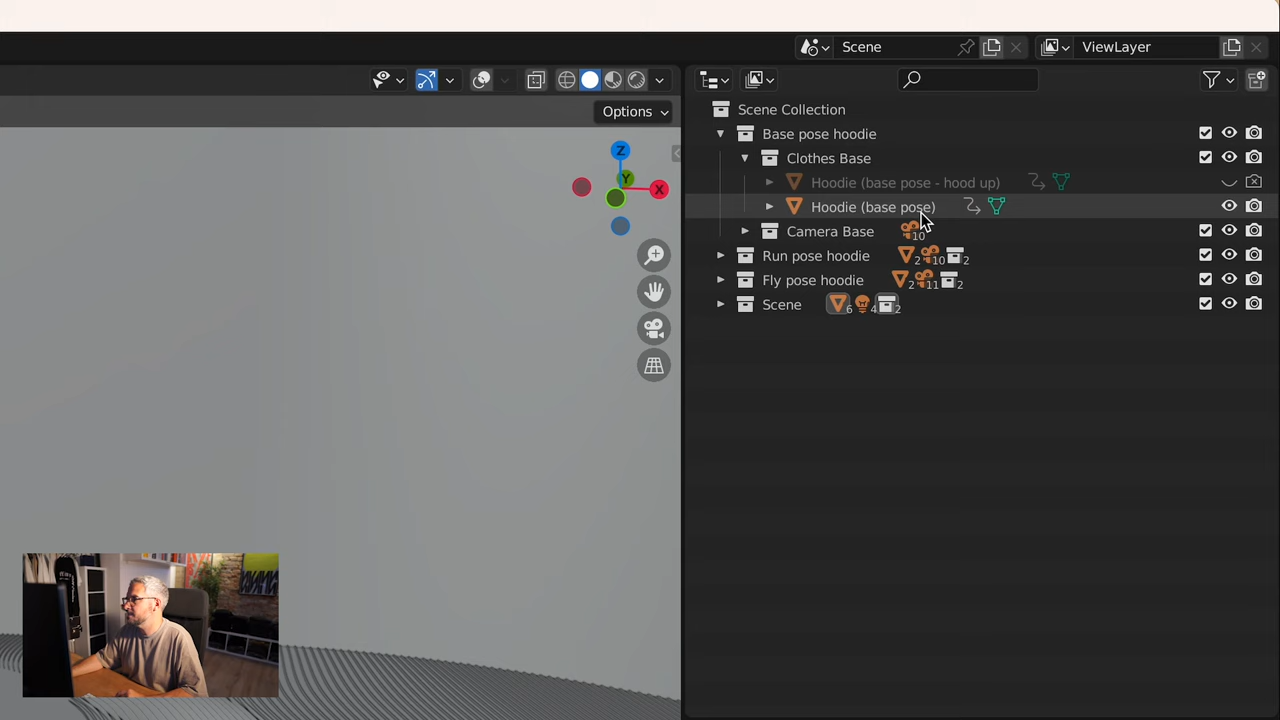 Scene
ViewLayer
Options
Z
Y
X
Scene Collection
Base pose hoodie
Clothes Base
Hoodie (base pose - hood up)
Hoodie (base pose)
Camera Base 10
Run pose hoodie 2 10 2
Fly pose hoodie 2 11 2
Scene 6 4 2